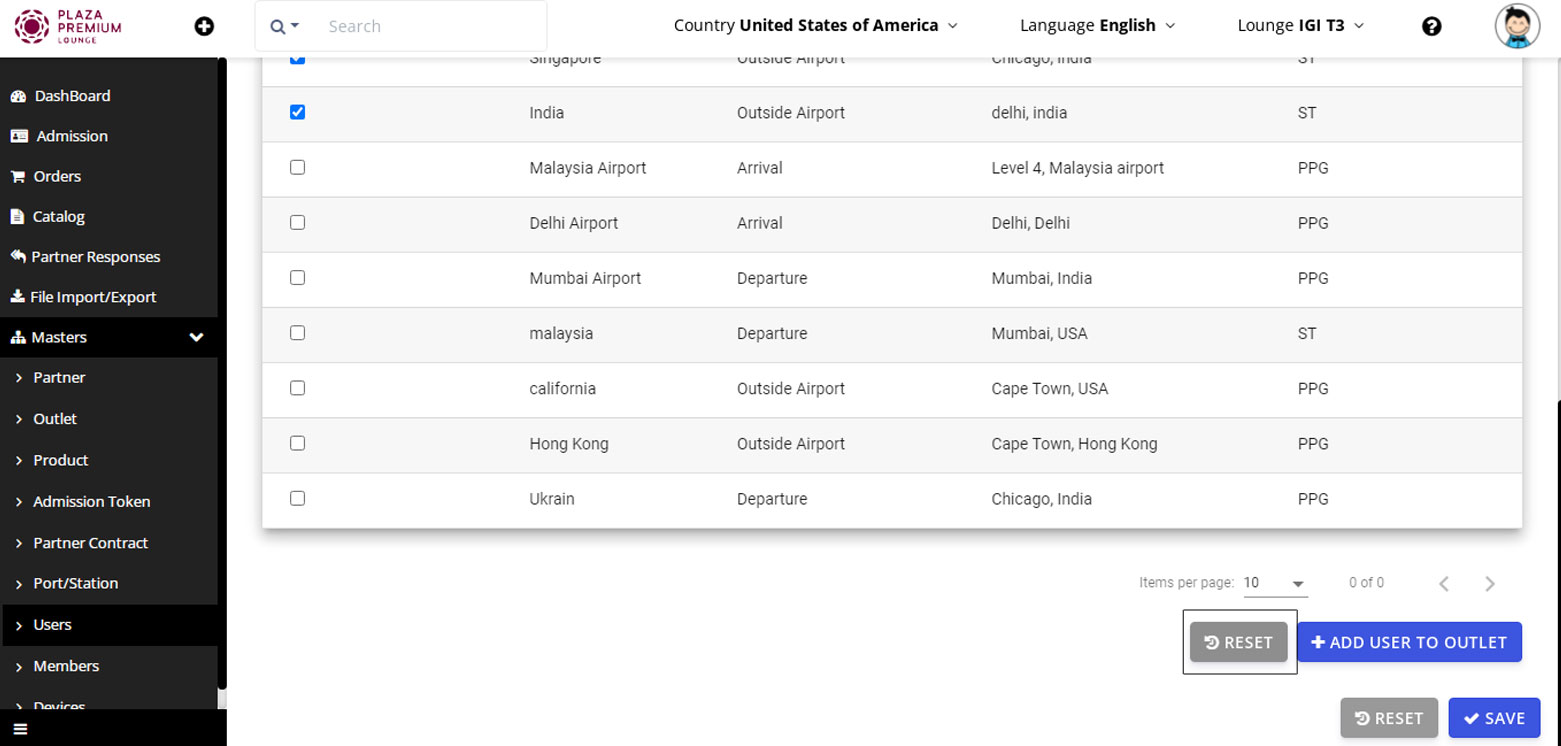 PLAZA
PREMIUM
LOUNGE
Search
Country United States of America
Language English
Lounge IGI T3
DashBoard
Admission
Orders
Catalog
Partner Responses
File Import/Export
Masters
Partner
Outlet
Product
Admission Token
Partner Contract
Port/Station
Users
Members
Devices
Singapore Outside Airport Chicago, India ST
India Outside Airport delhi, india ST
Malaysia Airport Arrival Level 4, Malaysia airport PPG
Delhi Airport Arrival Delhi, Delhi PPG
Mumbai Airport Departure Mumbai, India PPG
malaysia Departure Mumbai, USA ST
california Outside Airport Cape Town, USA PPG
Hong Kong Outside Airport Cape Town, Hong Kong PPG
Ukrain Departure Chicago, India PPG
Items per page: 10 0 of 0
RESET ADD USER TO OUTLET
RESET SAVE